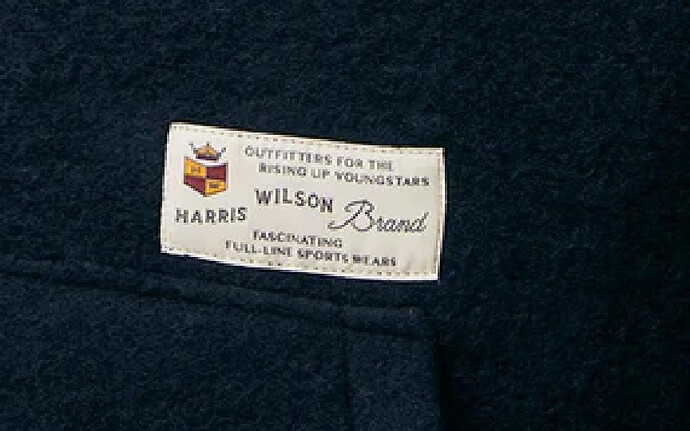 OUTFITTERS FOR THE
RISING UP YOUNGSTARS
HARRIS WILSON Brand
FASCINATING
FULL-LINE SPORTS WEARS